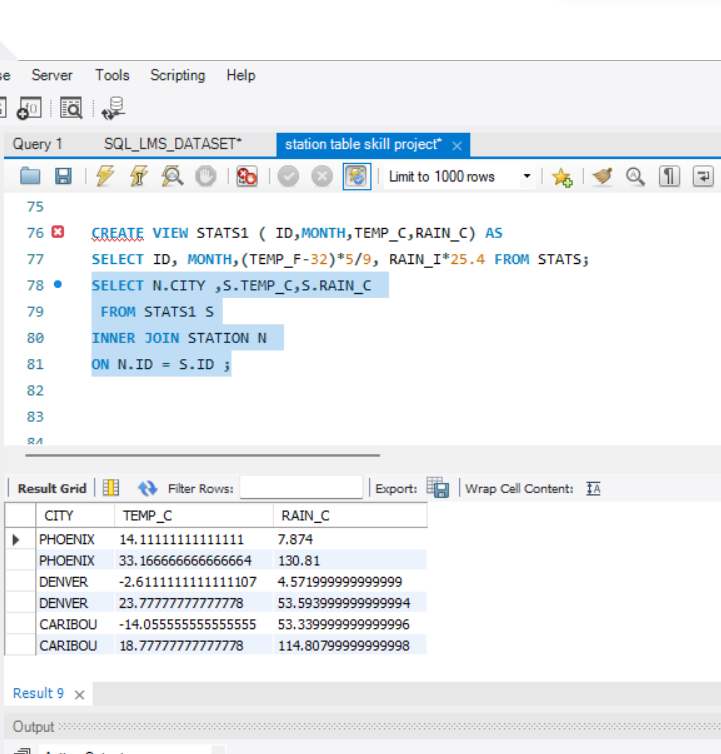 Server Tools Scripting Help
Query 1 SQL_LMS_DATASET* station table skill project*
Limit to 1000 rows
75
76 CREATE VIEW STATS1 ( ID,MONTH,TEMP_C,RAIN_C) AS
77 SELECT ID, MONTH,(TEMP_F-32)*5/9, RAIN_I*25.4 FROM STATS;
78 SELECT N.CITY ,S.TEMP_C,S.RAIN_C
79 FROM STATS1 S
80 INNER JOIN STATION N
81 ON N.ID = S.ID ;
82
83
84
Result Grid Filter Rows: Export: Wrap Cell Content: IA
CITY TEMP_C RAIN_C
PHOENIX 14.11111111111111 7.874
PHOENIX 33.166666666666664 130.81
DENVER -2.6111111111111107 4.571999999999999
DENVER 23.77777777777778 53.593999999999994
CARIBOU -14.055555555555555 53.339999999999996
CARIBOU 18.77777777777778 114.80799999999998
Result 9
Output